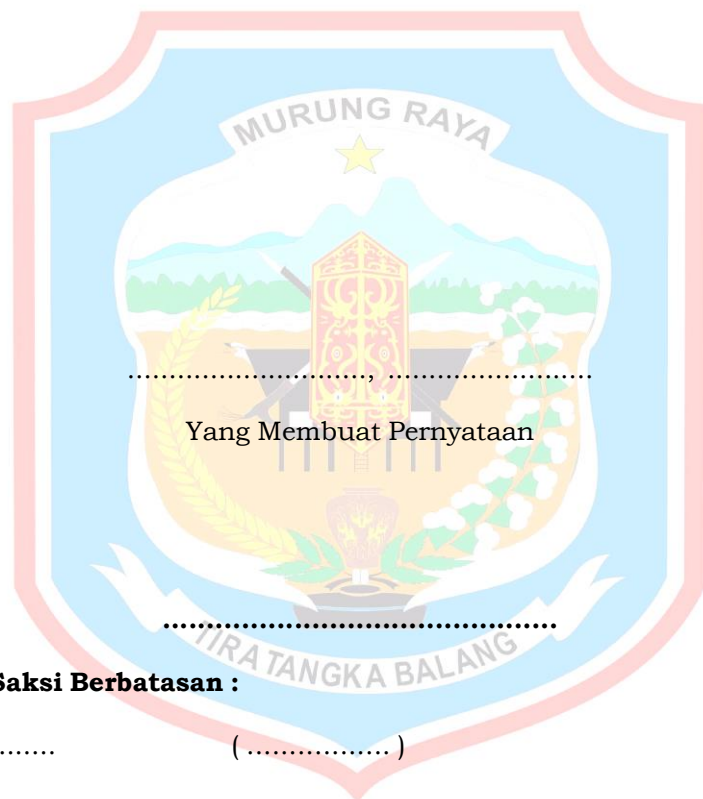 MURUNG RAYA
..............................., ..........................
Yang Membuat Pernyataan
................................................
TIRA TANGKA BALANG
Saksi Berbatasan :
....... ( ................. )